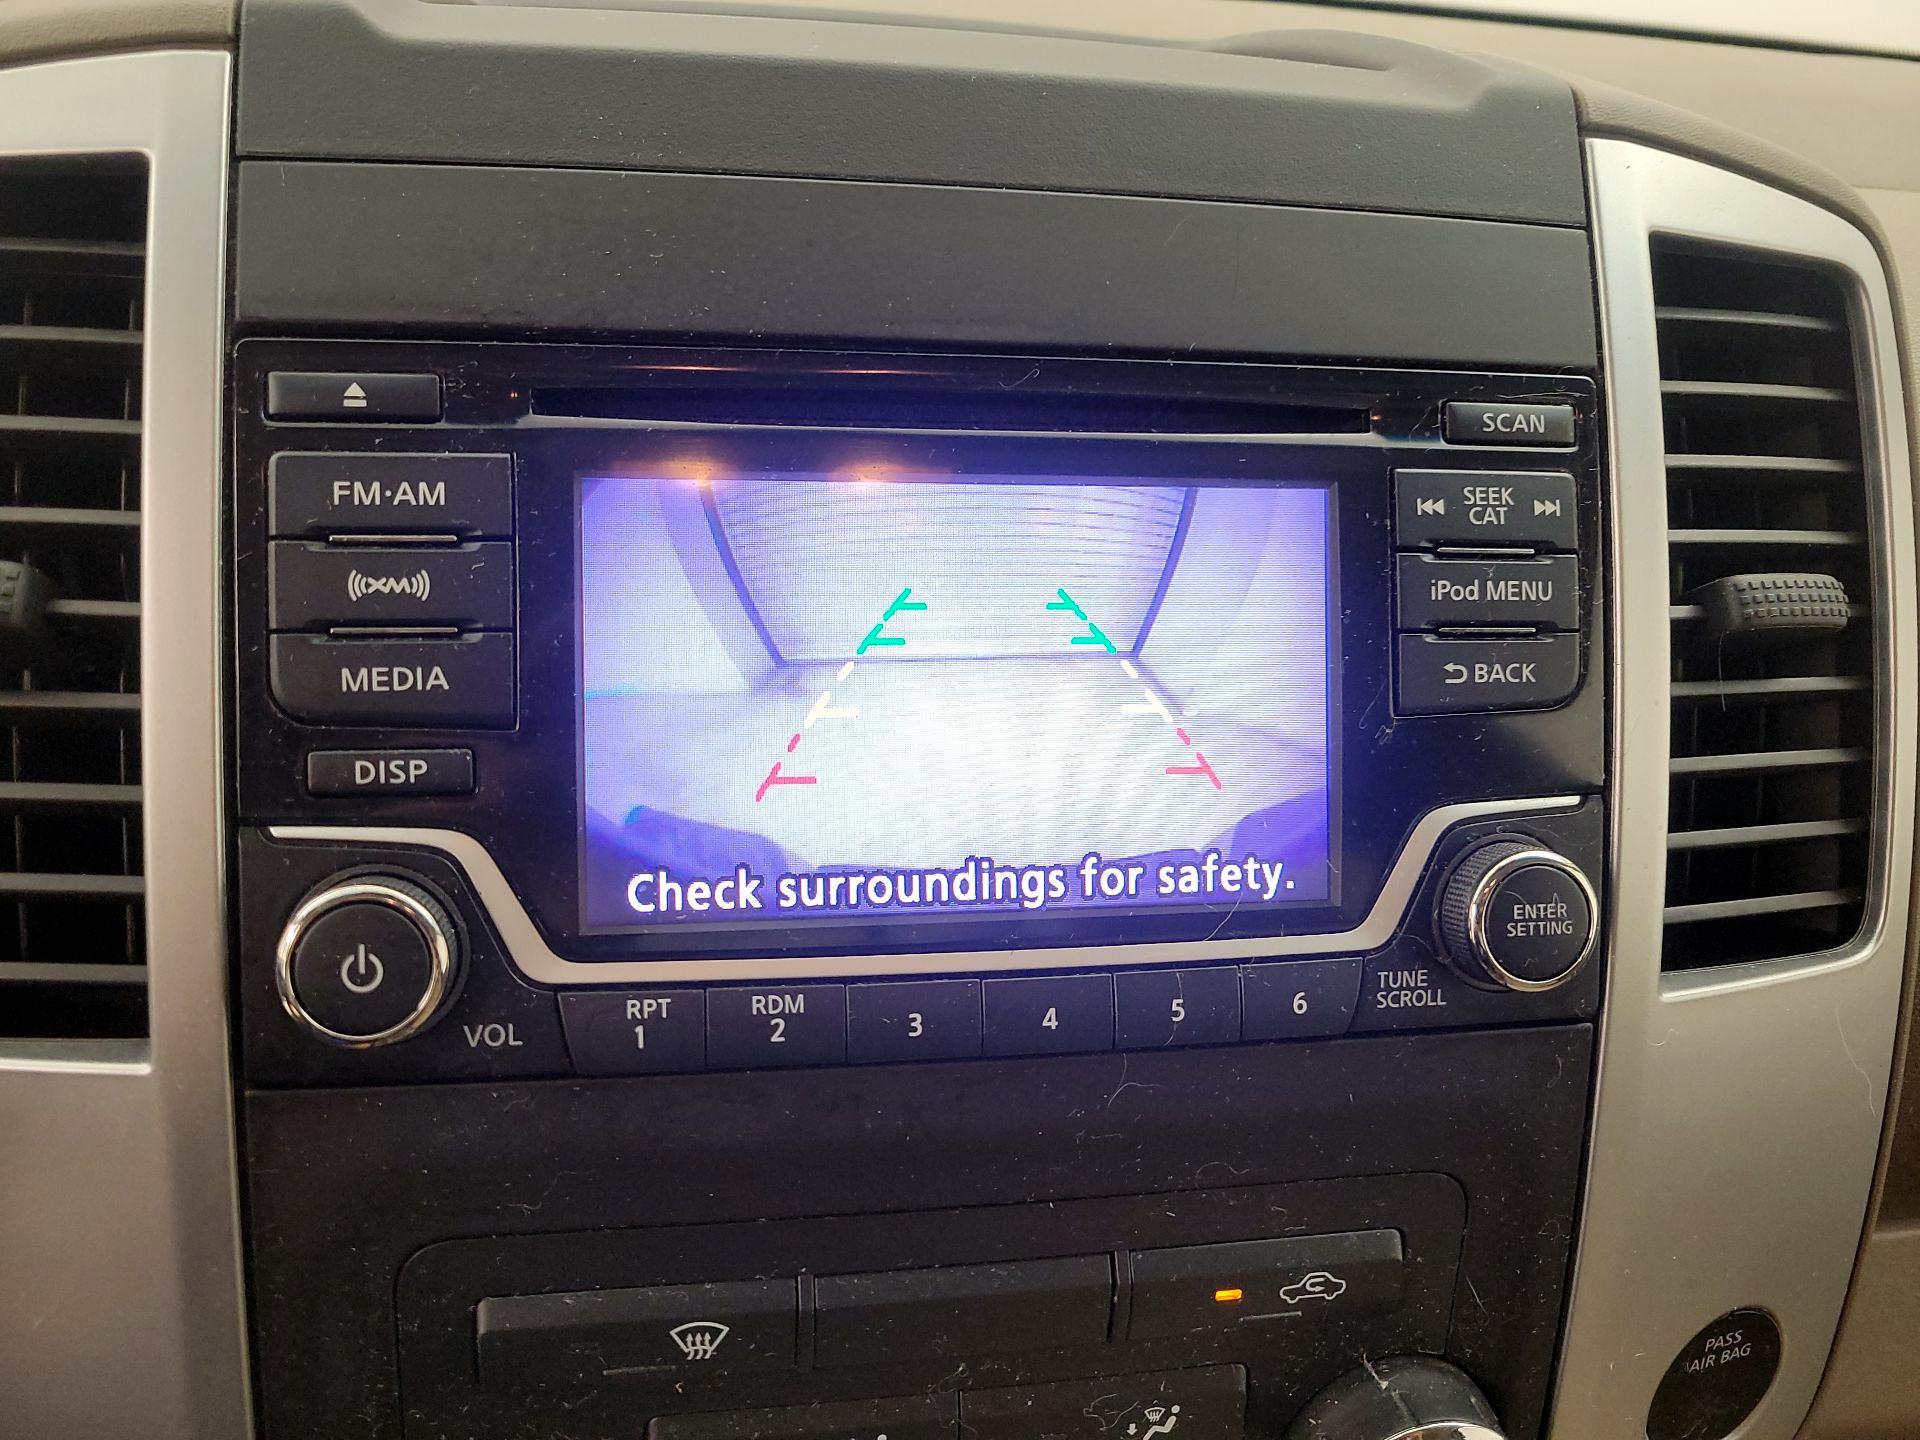 SCAN
FM·AM
SEEK
CAT
XM
iPod MENU
MEDIA
BACK
DISP
Check surroundings for safety.
ENTER
SETTING
TUNE
SCROLL
VOL
RPT
1
RDM
2
3
4
5
6
PASS
AIR BAG